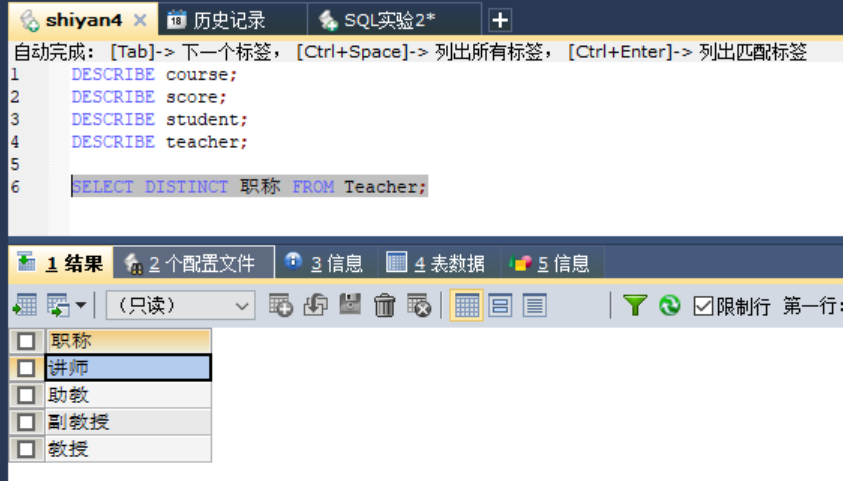 shiyan4 历史记录 SQL实验2*
自动完成: [Tab]-> 下一个标签, [Ctrl+Space]-> 列出所有标签, [Ctrl+Enter]-> 列出匹配标签
1 DESCRIBE course;
2 DESCRIBE score;
3 DESCRIBE student;
4 DESCRIBE teacher;
5
6 SELECT DISTINCT 职称 FROM Teacher;
1 结果 2 个配置文件 3 信息 4 表数据 5 信息
(只读) 限制行 第一行:
职称
讲师
助教
副教授
教授